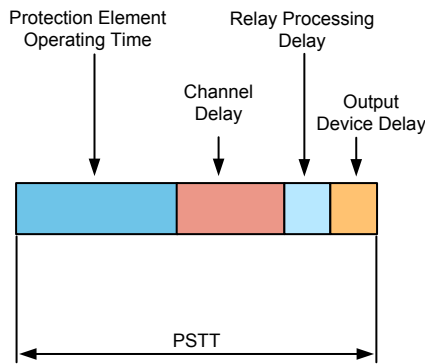 Protection Element
Operating Time
Relay Processing
Delay
Channel
Delay
Output
Device Delay
PSTT